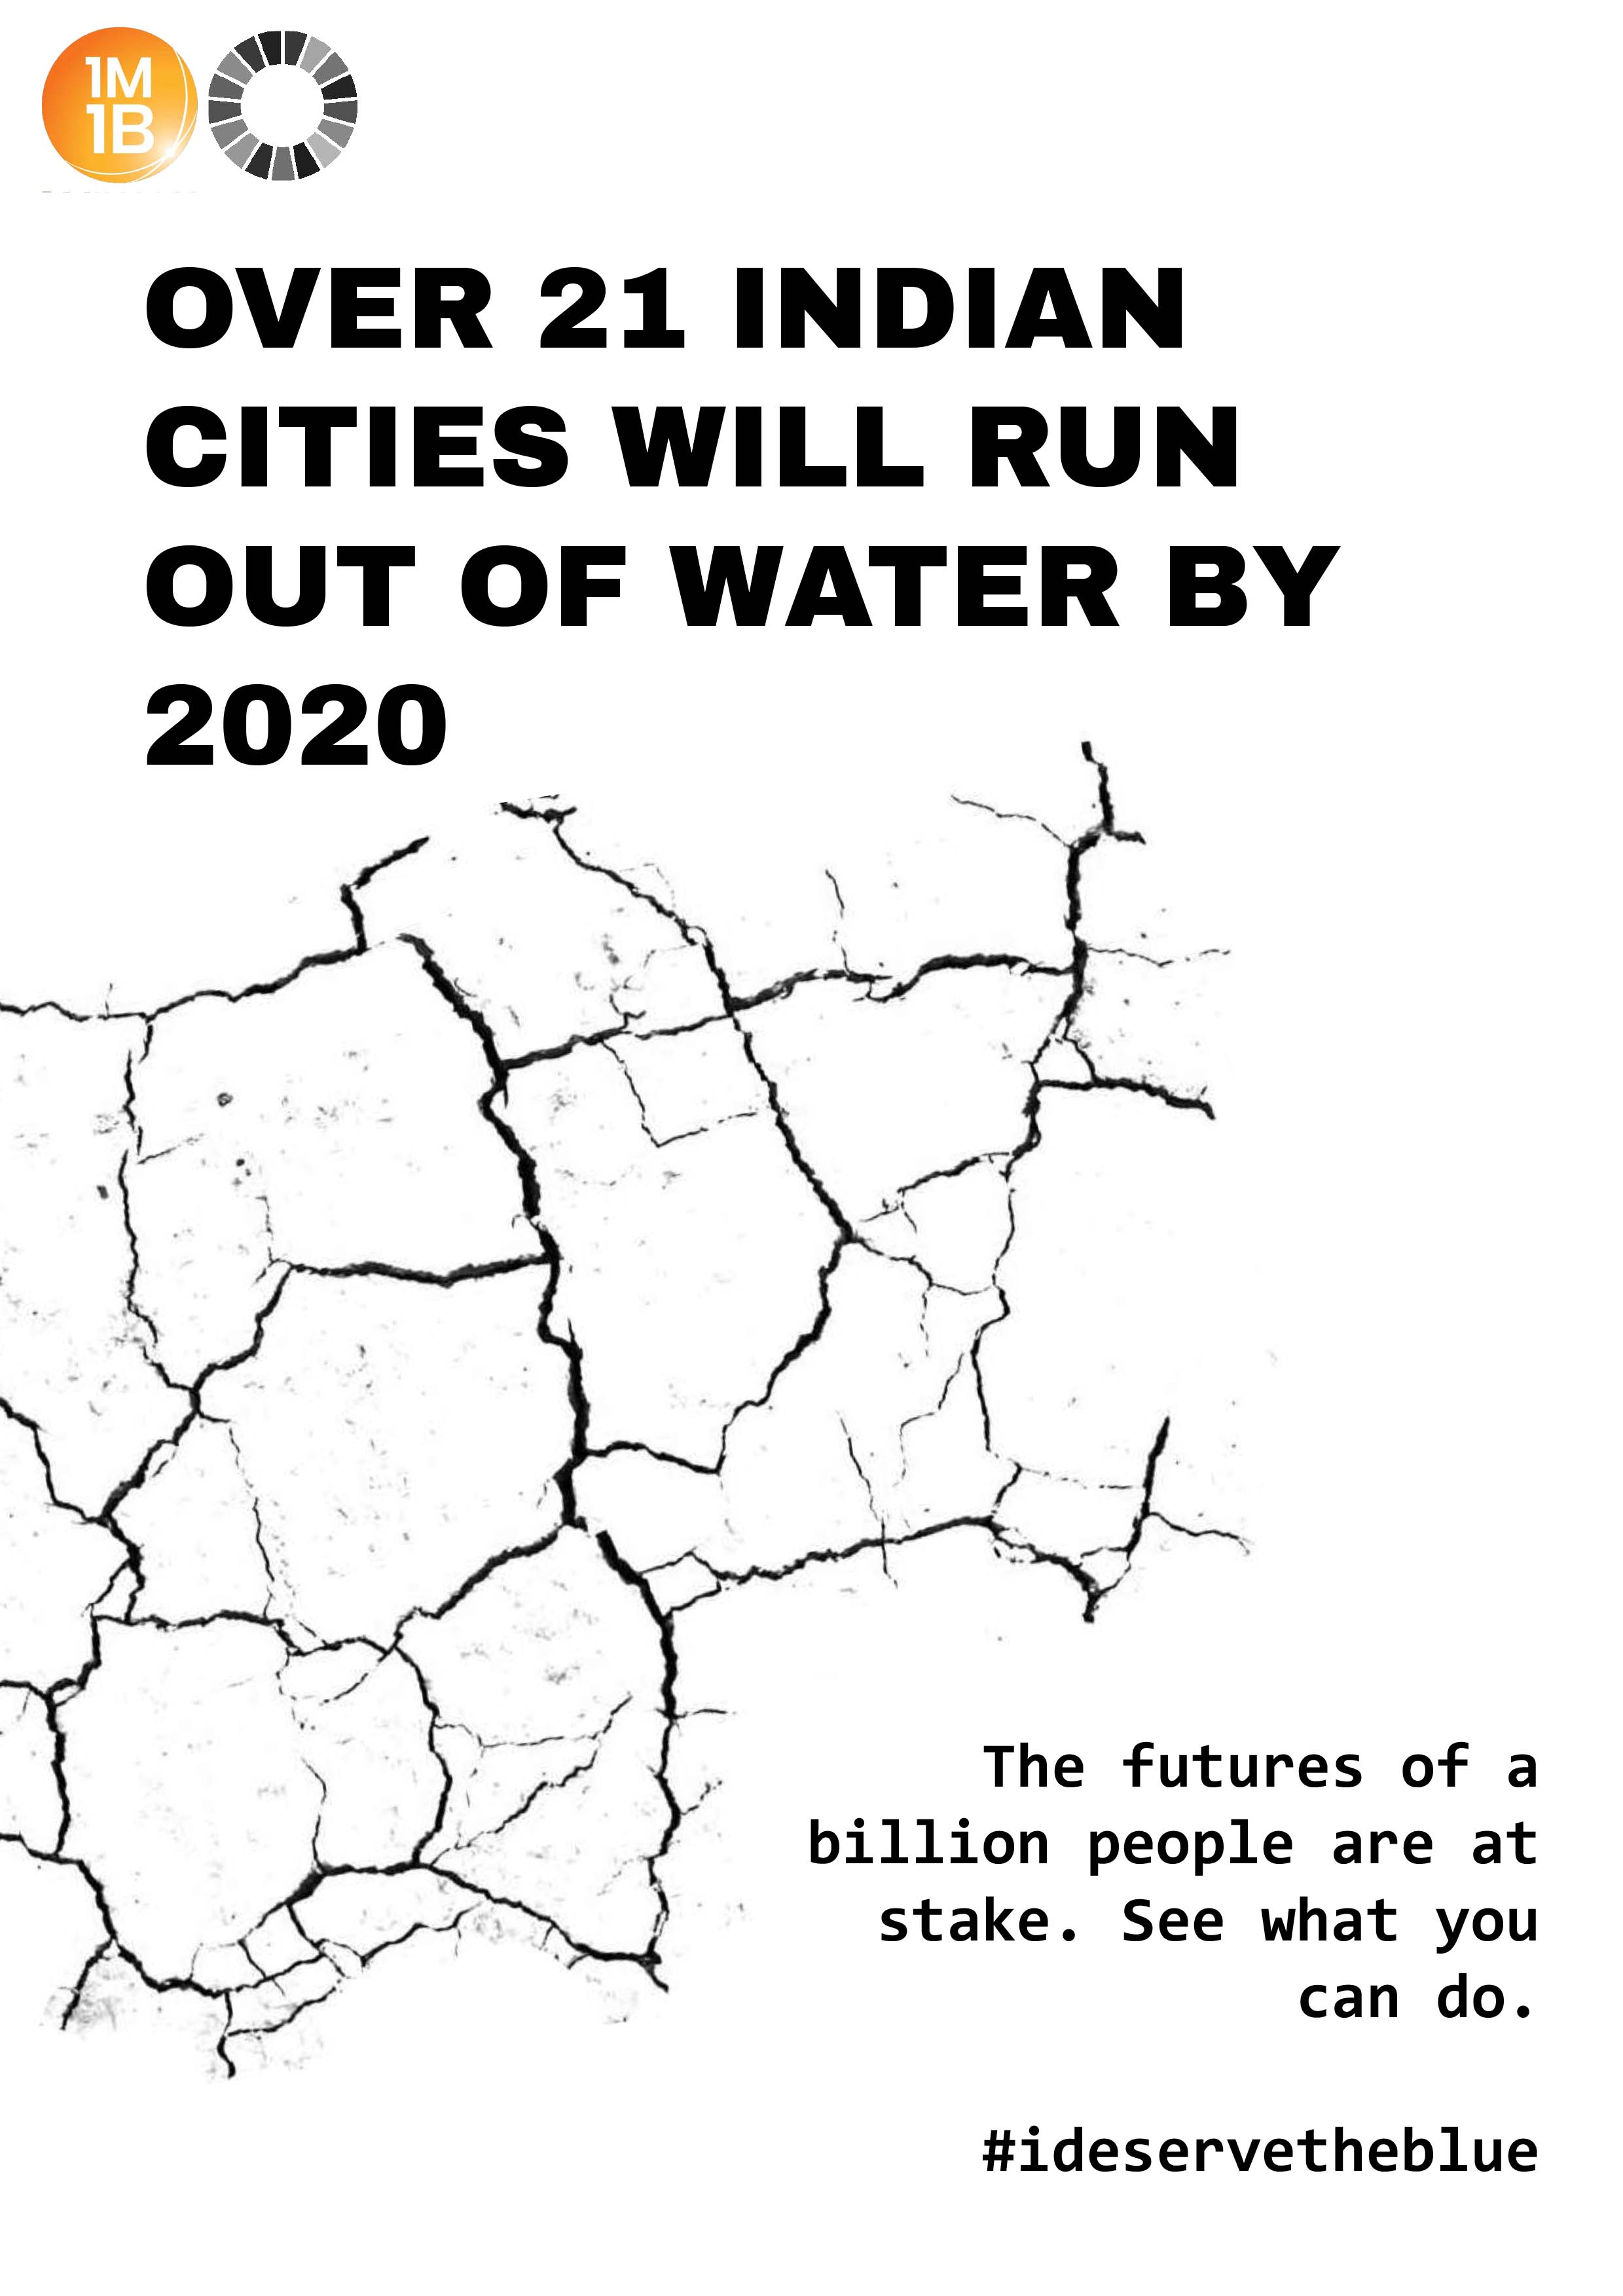 1M
1B
OVER 21 INDIAN
CITIES WILL RUN
OUT OF WATER BY
2020
The futures of a
billion people are at
stake. See what you
can do.
#ideservetheblue